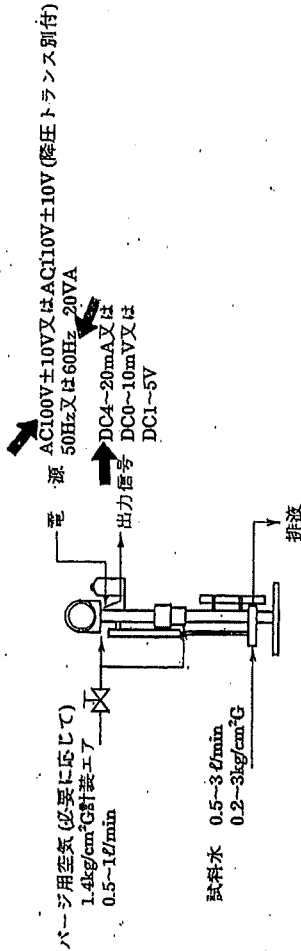 電源 AC100V±10V又はAC110V±10V(降圧トランス別付)
50Hz又は60Hz 20VA
出力信号 DC4~20mA又は
DC0~10mV又は
DC1~5V
パージ用空気(必要に応じて)
1.4kg/cm²G計装エア
0.5~1ℓ/min
試料水 0.5~3ℓ/min
0.2~3kg/cm²G
排液